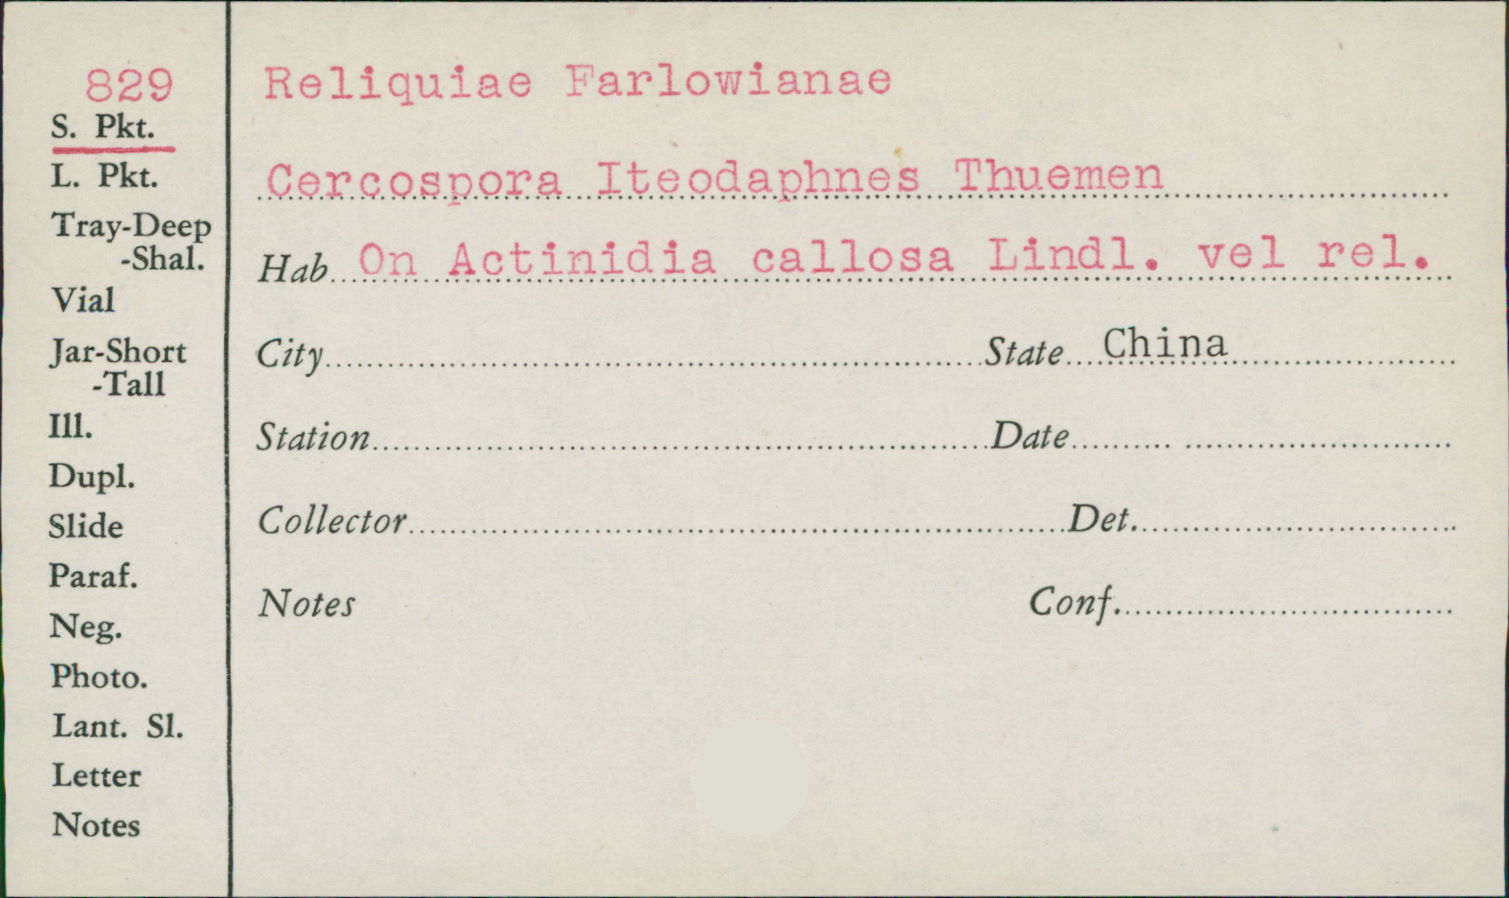 829
S. Pkt.
L. Pkt.
Tray-Deep
-Shal.
Vial
Jar-Short
-Tall
Ill.
Dupl.
Slide
Paraf.
Neg.
Photo.
Lant. Sl.
Letter
Notes
Reliquiae Farlowianae
Cercospora Iteodaphnes Thuemen
Hab. On Actinidia callosa Lindl. vel rel.
City State China
Station Date
Collector Det.
Notes Conf.